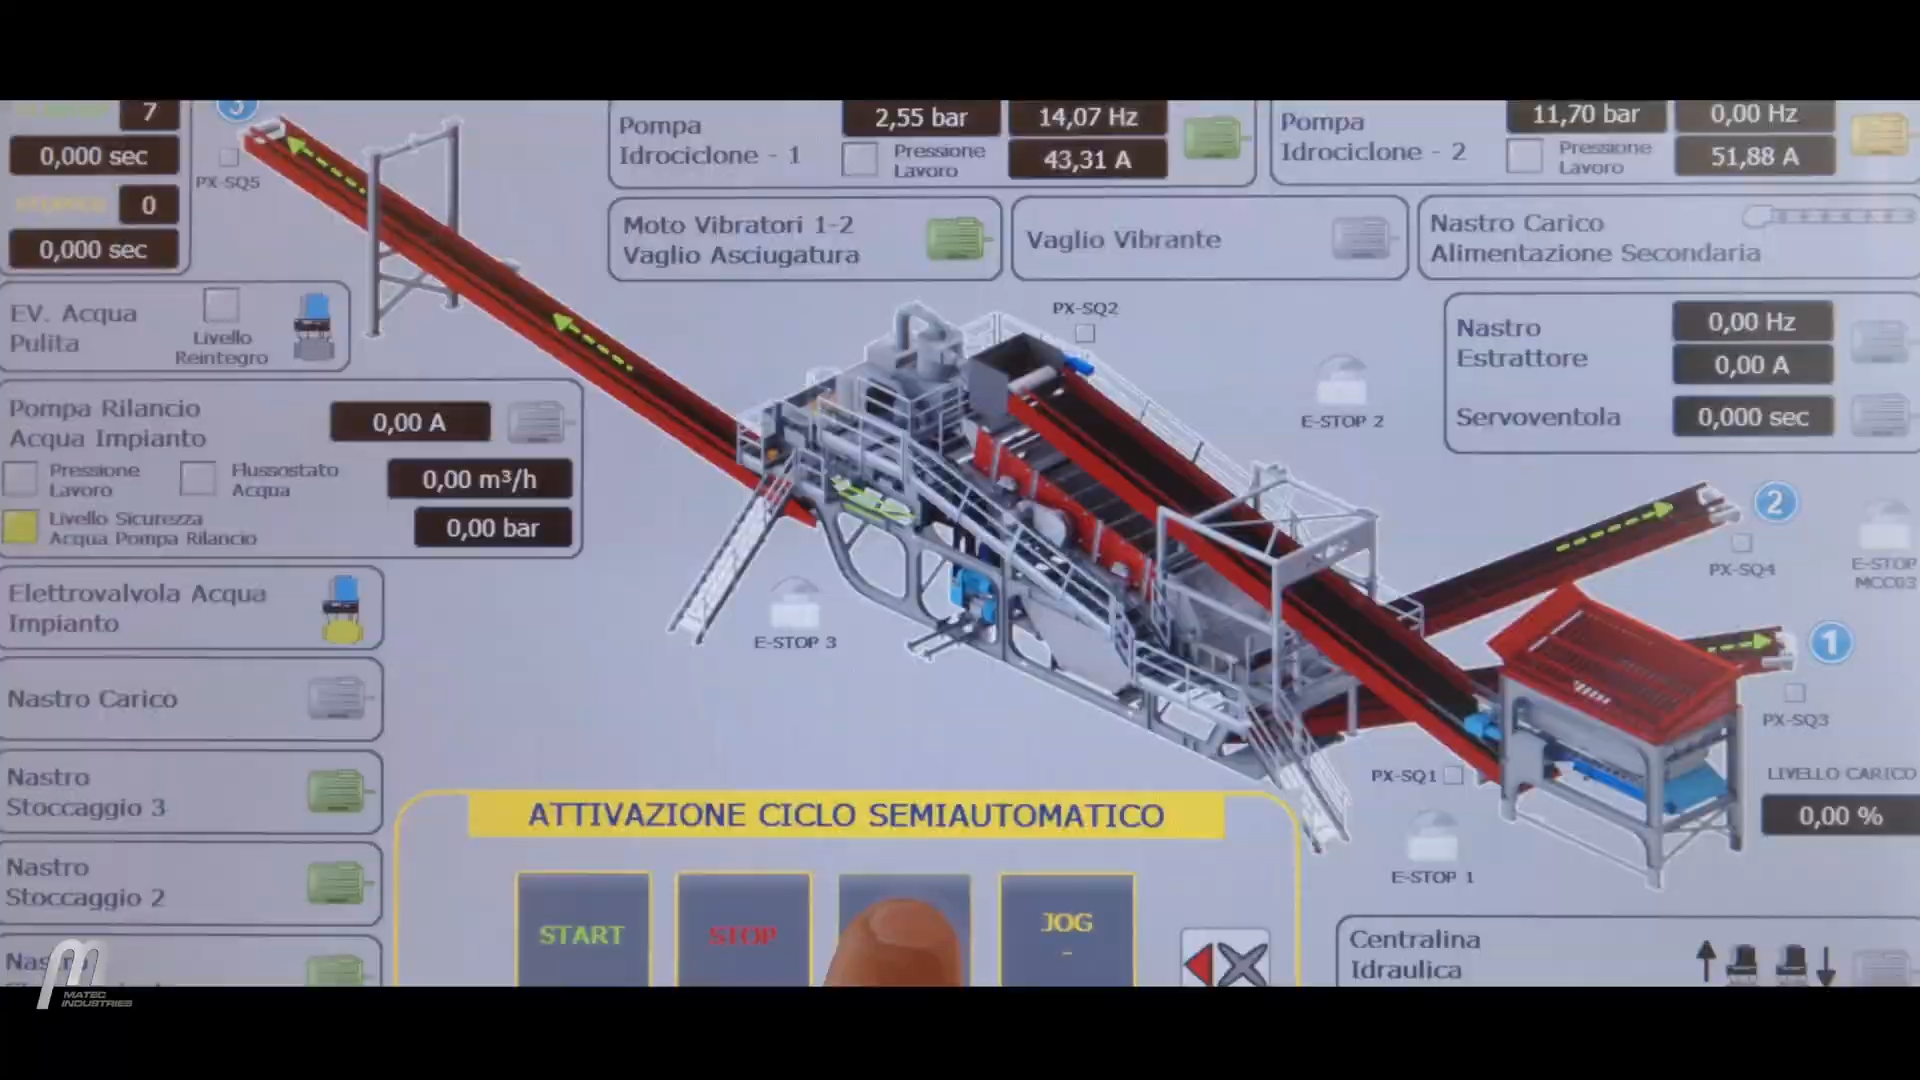 7
0,000 sec
0
0,000 sec
3
PX-SQ5
Pompa
Idrociclone - 1
2,55 bar
14,07 Hz
Pressione
Lavoro
43,31 A
Pompa
Idrociclone - 2
11,70 bar
0,00 Hz
Pressione
Lavoro
51,88 A
Moto Vibratori 1-2
Vaglio Asciugatura
Vaglio Vibrante
Nastro Carico
Alimentazione Secondaria
EV. Acqua
Pulita
Livello
Reintegro
PX-SQ2
E-STOP 2
Nastro
Estrattore
0,00 Hz
0,00 A
Servoventola
0,000 sec
Pompa Rilancio
Acqua Impianto
0,00 A
Pressione
Lavoro
Flussostato
Acqua
0,00 m³/h
Livello Sicurezza
Acqua Pompa Rilancio
0,00 bar
2
PX-SQ4
E-STOP
MCC03
Elettrovalvola Acqua
Impianto
E-STOP 3
1
PX-SQ3
Nastro Carico
PX-SQ1
LIVELLO CARICO
0,00 %
Nastro
Stoccaggio 3
ATTIVAZIONE CICLO SEMIAUTOMATICO
E-STOP 1
Nastro
Stoccaggio 2
START
STOP
JOG
-
Centralina
Idraulica
MATEC
INDUSTRIES